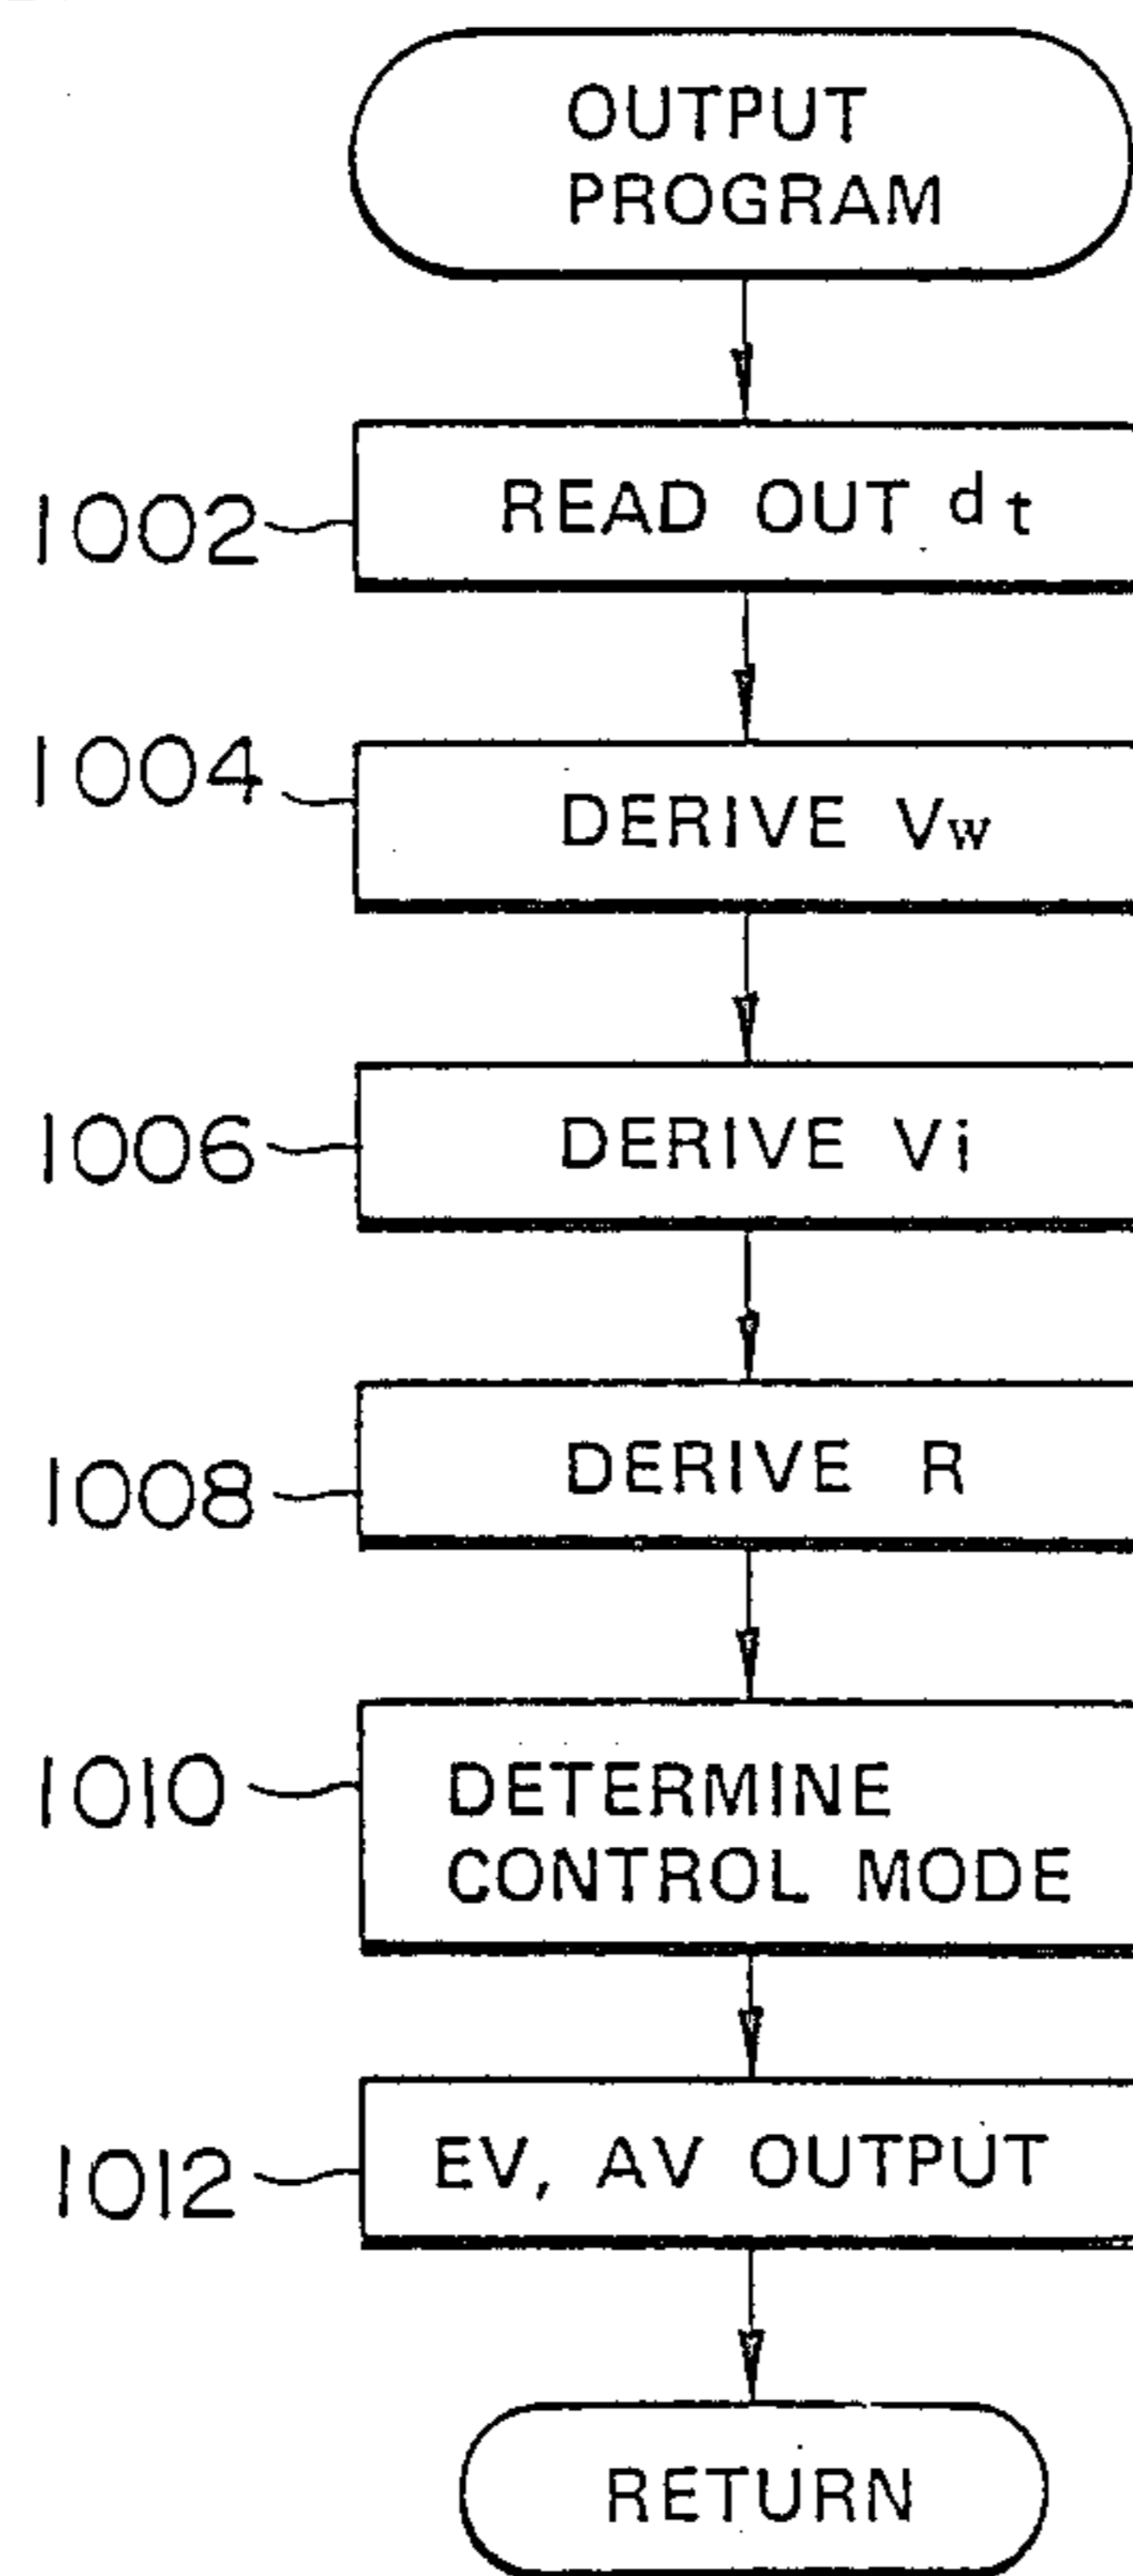 OUTPUT
PROGRAM
1002 READ OUT dt
1004 DERIVE Vw
1006 DERIVE Vi
1008 DERIVE R
1010 DETERMINE
CONTROL MODE
1012 EV, AV OUTPUT
RETURN